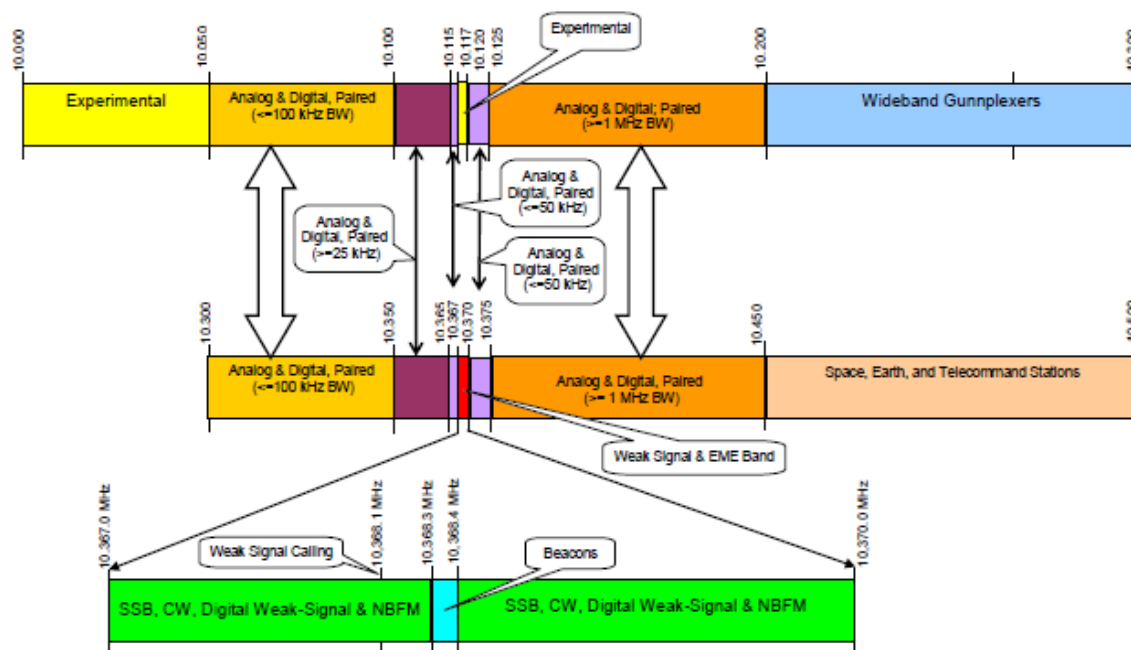 10.000
10.050
10.100
10.115
10.117
10.120
10.125
10.200
Experimental
Experimental
Analog & Digital, Paired
(<=100 kHz BW)
Analog & Digital; Paired
(>=1 MHz BW)
Wideband Gunnplexers
Analog &
Digital, Paired
(>=25 kHz)
Analog &
Digital, Paired
(<=50 kHz)
Analog &
Digital, Paired
(<=50 kHz)
10.300
10.350
10.365
10.367
10.370
10.375
10.450
10.500
Analog & Digital, Paired
(<=100 kHz BW)
Analog & Digital, Paired
(>= 1 MHz BW)
Space, Earth, and Telecommand Stations
Weak Signal & EME Band
10.367.0 MHz
10,368.1 MHz
10.368.3 MHz
10,368.4 MHz
10,370.0 MHz
Weak Signal Calling
Beacons
SSB, CW, Digital Weak-Signal & NBFM
SSB, CW, Digital Weak-Signal & NBFM